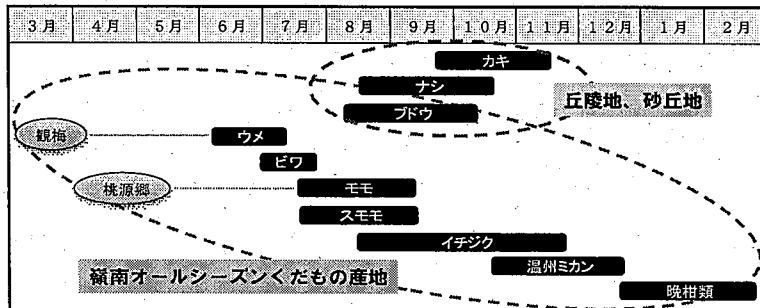 3月 4月 5月 6月 7月 8月 9月 10月 11月 12月 1月 2月
カキ
ナシ
丘陵地、砂丘地
ブドウ
観梅 ウメ
ビワ
桃源郷 モモ
スモモ
イチジク
嶺南オールシーズンくだもの産地
温州ミカン
晩柑類